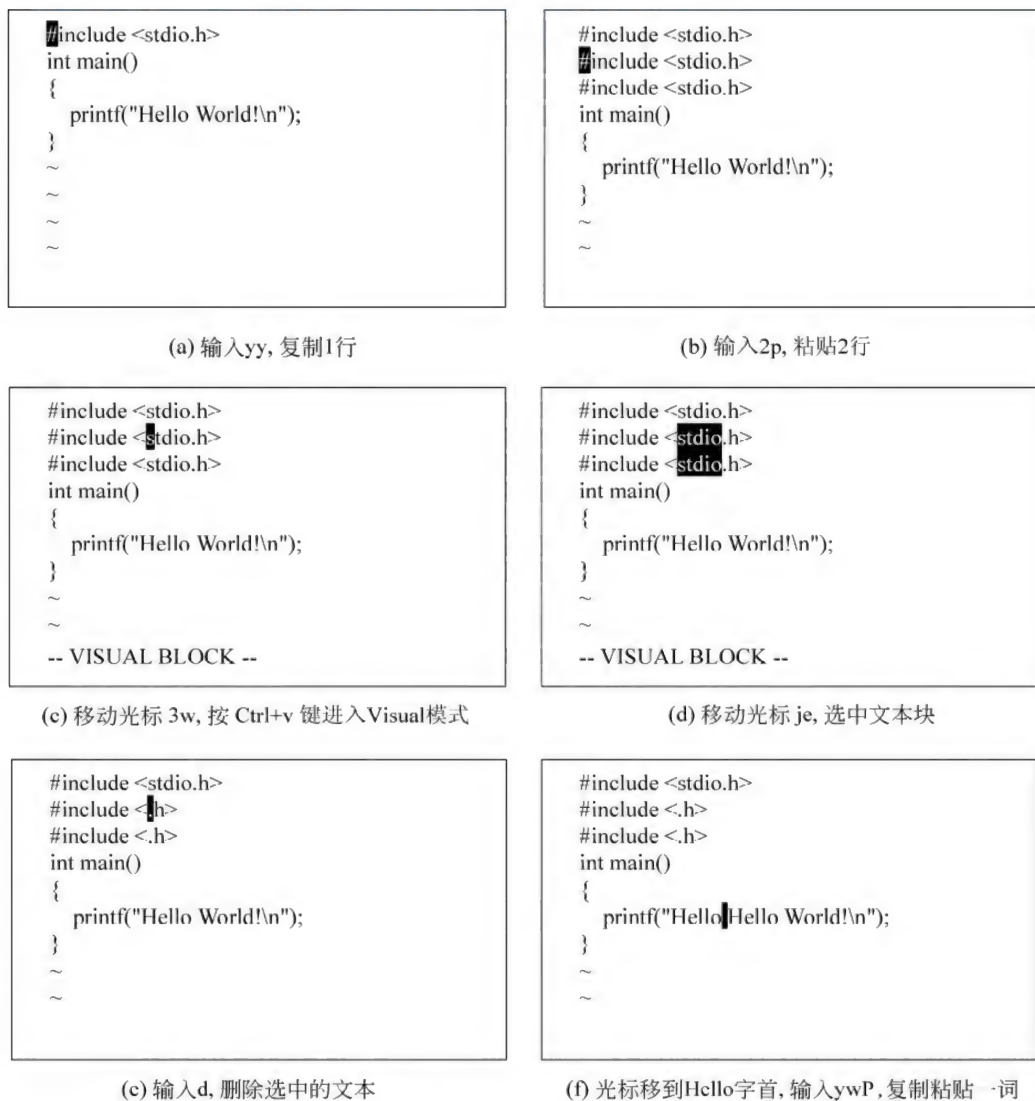 #include <stdio.h>
int main()
{
printf("Hello World!\n");
}
~
~
~
~
(a) 输入yy, 复制1行
#include <stdio.h>
#include <stdio.h>
#include <stdio.h>
int main()
{
printf("Hello World!\n");
}
~
~
(b) 输入2p, 粘贴2行
#include <stdio.h>
#include <stdio.h>
#include <stdio.h>
int main()
{
printf("Hello World!\n");
}
~
~
-- VISUAL BLOCK --
(c) 移动光标 3w, 按 Ctrl+v 键进入Visual模式
#include <stdio.h>
#include <stdio.h>
#include <stdio.h>
int main()
{
printf("Hello World!\n");
}
~
~
-- VISUAL BLOCK --
(d) 移动光标 je, 选中文本块
#include <stdio.h>
#include <.h>
#include <.h>
int main()
{
printf("Hello World!\n");
}
~
~
(e) 输入d, 删除选中的文本
#include <stdio.h>
#include <.h>
#include <.h>
int main()
{
printf("Hello Hello World!\n");
}
~
~
(f) 光标移到Hello字首, 输入ywP, 复制粘贴一词